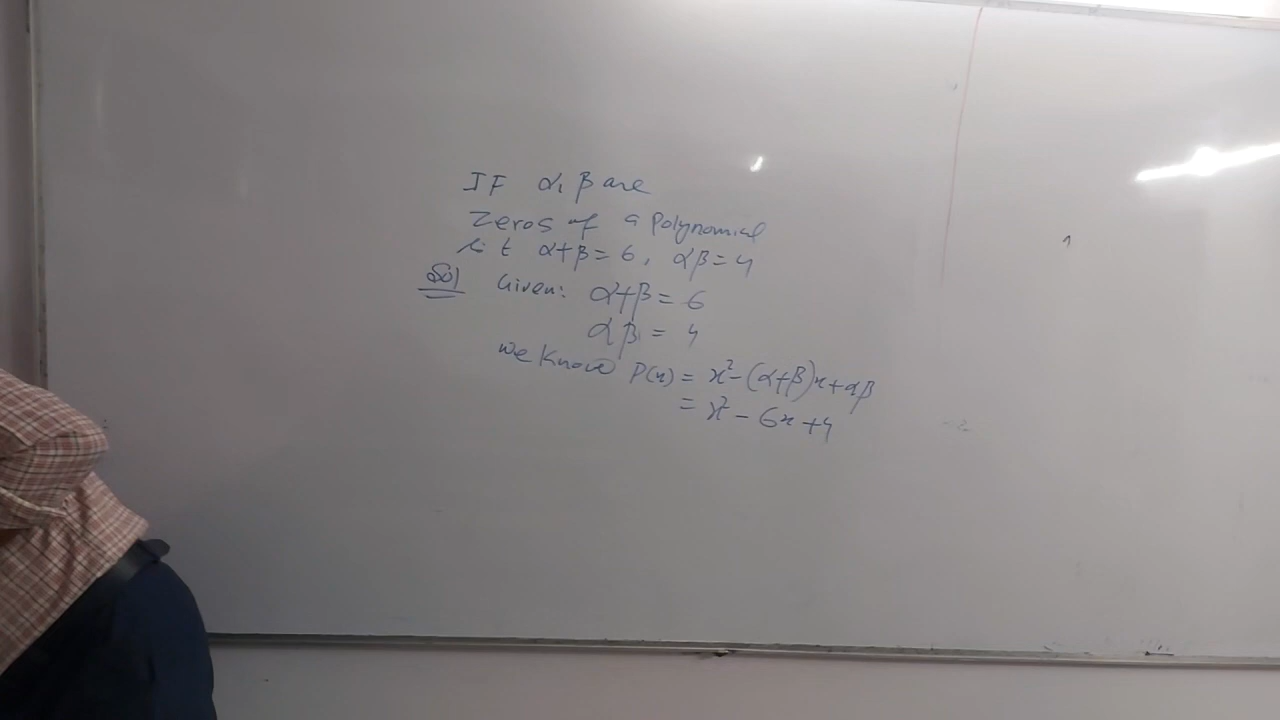 IF α, β are
Zeros of a Polynomial
s.t α+β = 6, αβ = 4
Sol Given: α+β = 6
αβ = 4
We Know P(x) = x² - (α+β)x + αβ
= x² - 6x + 4